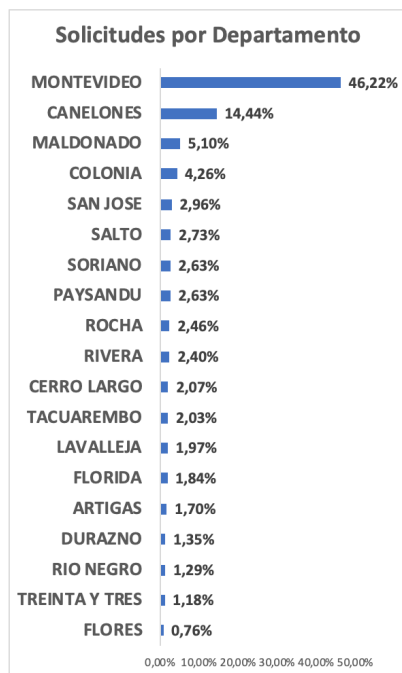 Solicitudes por Departamento
MONTEVIDEO 46,22%
CANELONES 14,44%
MALDONADO 5,10%
COLONIA 4,26%
SAN JOSE 2,96%
SALTO 2,73%
SORIANO 2,63%
PAYSANDU 2,63%
ROCHA 2,46%
RIVERA 2,40%
CERRO LARGO 2,07%
TACUAREMBO 2,03%
LAVALLEJA 1,97%
FLORIDA 1,84%
ARTIGAS 1,70%
DURAZNO 1,35%
RIO NEGRO 1,29%
TREINTA Y TRES 1,18%
FLORES 0,76%
0,00% 10,00% 20,00% 30,00% 40,00% 50,00%